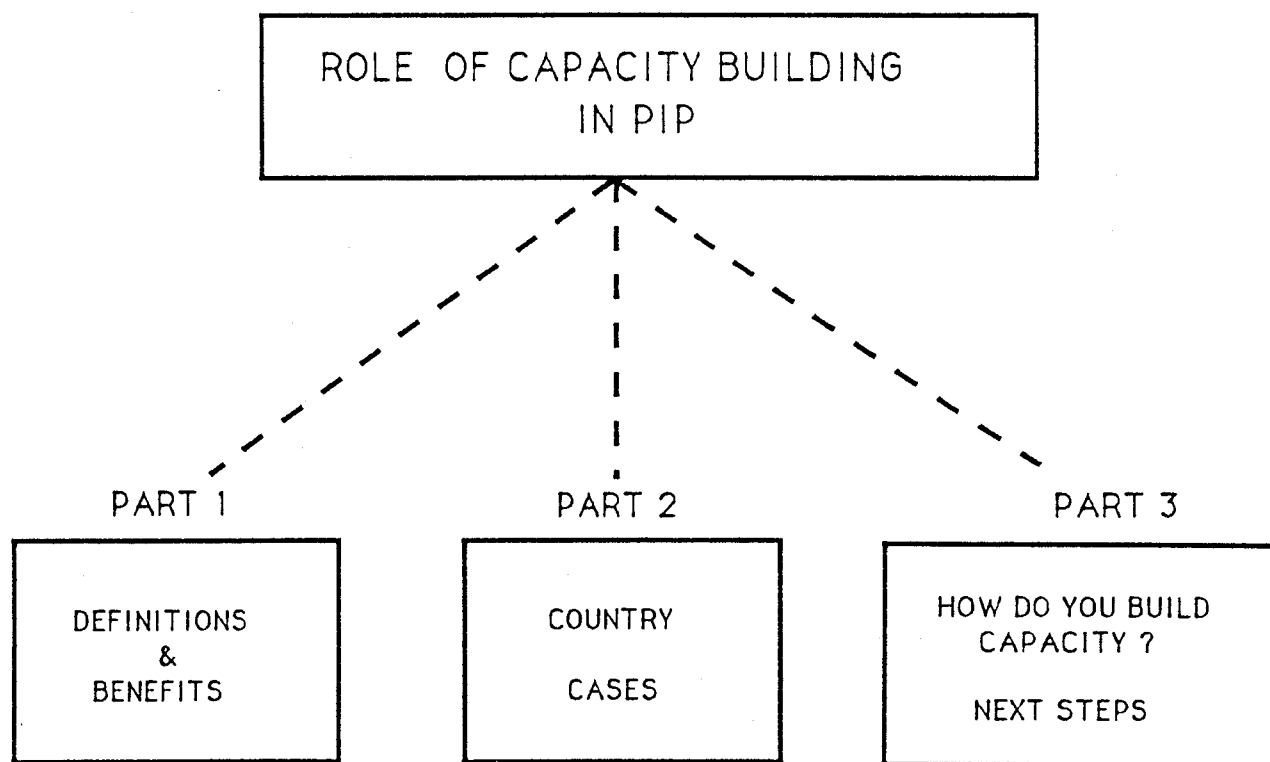 ROLE OF CAPACITY BUILDING
IN PIP
PART 1
PART 2
PART 3
DEFINITIONS
&
BENEFITS
COUNTRY
CASES
HOW DO YOU BUILD
CAPACITY ?
NEXT STEPS